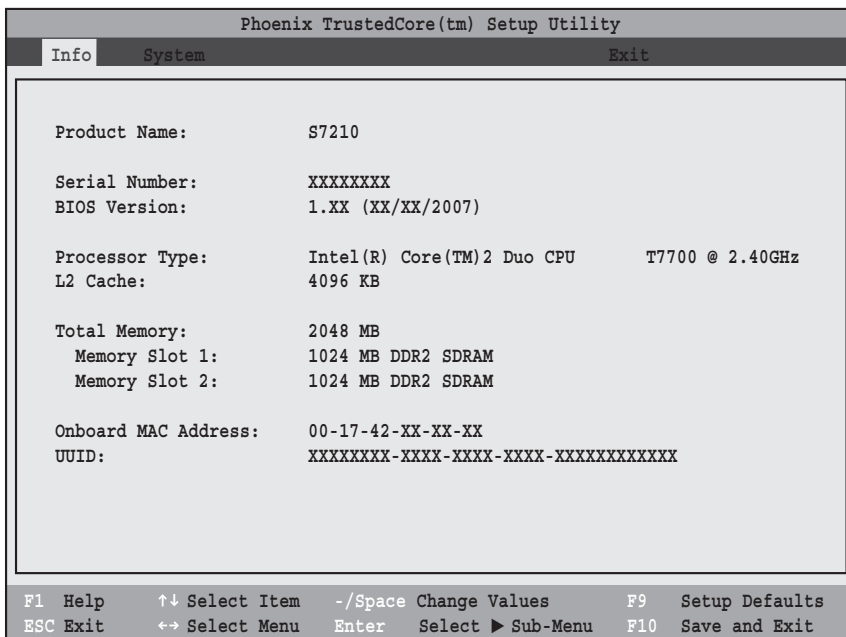 Phoenix TrustedCore(tm) Setup Utility
Info System Exit
Product Name: S7210
Serial Number: XXXXXXXX
BIOS Version: 1.XX (XX/XX/2007)
Processor Type: Intel(R) Core(TM)2 Duo CPU T7700 @ 2.40GHz
L2 Cache: 4096 KB
Total Memory: 2048 MB
Memory Slot 1: 1024 MB DDR2 SDRAM
Memory Slot 2: 1024 MB DDR2 SDRAM
Onboard MAC Address: 00-17-42-XX-XX-XX
UUID: XXXXXXXX-XXXX-XXXX-XXXX-XXXXXXXXXXXX
F1 Help ↑↓ Select Item -/Space Change Values F9 Setup Defaults
ESC Exit ←→ Select Menu Enter Select ▶ Sub-Menu F10 Save and Exit